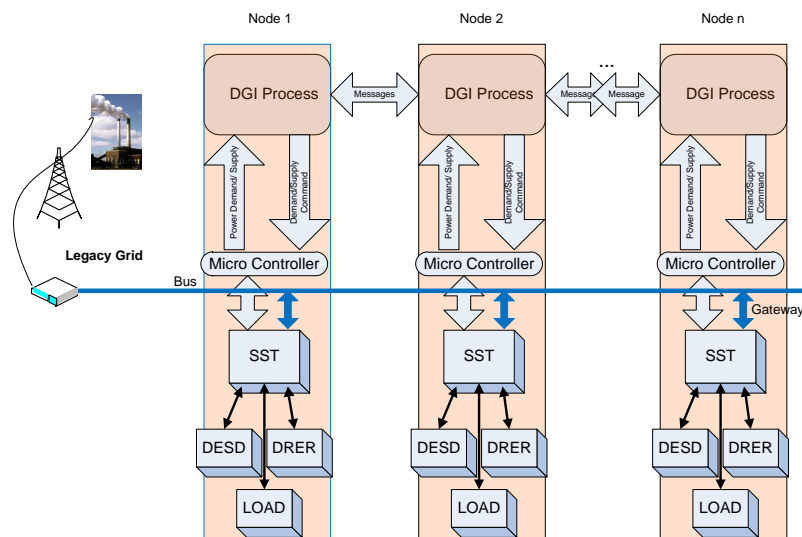 Node 1
Node 2
Node n
...
DGI Process
Messages
DGI Process
Message
Message
DGI Process
Power Demand/ Supply
Demand/Supply
Command
Power Demand/ Supply
Demand/Supply
Command
Power Demand/ Supply
Demand/Supply
Command
Legacy Grid
Micro Controller
Micro Controller
Micro Controller
Bus
Gateway
SST
SST
SST
DESD
DRER
DESD
DRER
DESD
DRER
LOAD
LOAD
LOAD